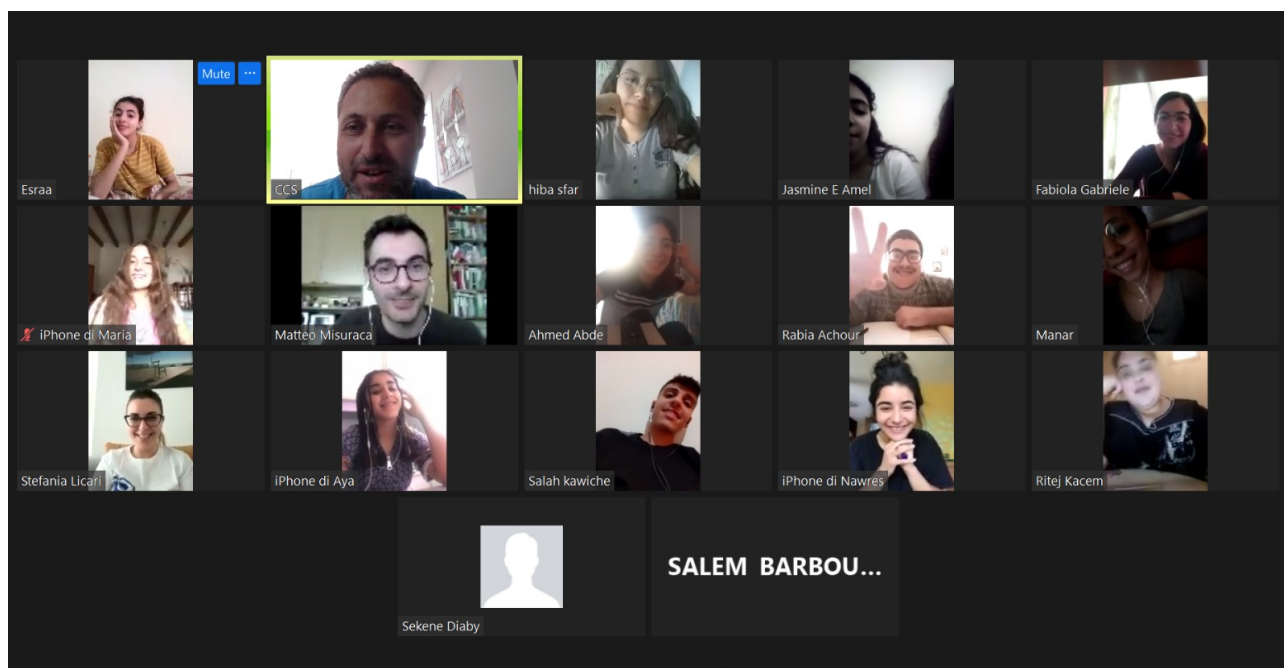 Mute ...
Esraa
CCS
hiba sfar
Jasmine E Amel
Fabiola Gabriele
iPhone di Maria
Matteo Misuraca
Ahmed Abde
Rabia Achour
Manar
Stefania Licari
iPhone di Aya
Salah kawiche
iPhone di Nawres
Ritej Kacem
Sekene Diaby
SALEM BARBOU...